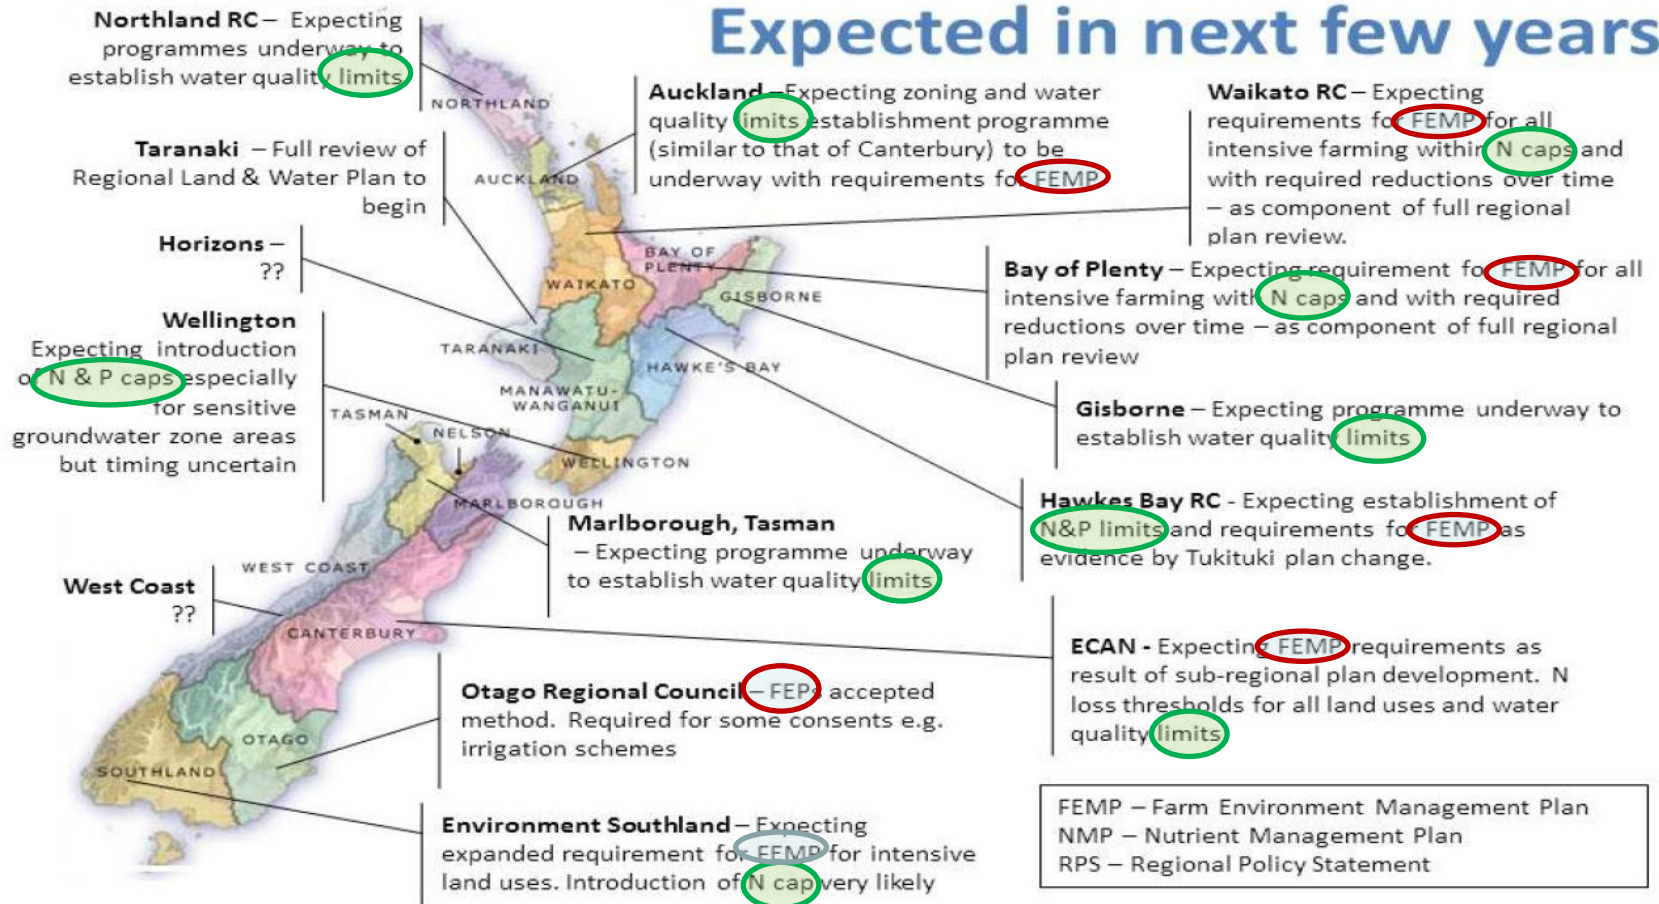 Expected in next few years
Northland RC – Expecting
programmes underway to
establish water quality limits
Auckland –Expecting zoning and water
quality limits establishment programme
(similar to that of Canterbury) to be
underway with requirements for FEMP
Waikato RC – Expecting
requirements for FEMP for all
intensive farming within N caps and
with required reductions over time
– as component of full regional
plan review.
Taranaki – Full review of
Regional Land & Water Plan to
begin
Horizons –
??
Bay of Plenty – Expecting requirement for FEMP for all
intensive farming with N caps and with required
reductions over time – as component of full regional
plan review
Wellington
Expecting introduction
of N & P caps especially
for sensitive
groundwater zone areas
but timing uncertain
Gisborne – Expecting programme underway to
establish water quality limits
Hawkes Bay RC - Expecting establishment of
N&P limits and requirements for FEMP as
evidence by Tukituki plan change.
Marlborough, Tasman
– Expecting programme underway
to establish water quality limits
West Coast
??
ECAN - Expecting FEMP requirements as
result of sub-regional plan development. N
loss thresholds for all land uses and water
quality limits
Otago Regional Council – FEPs accepted
method. Required for some consents e.g.
irrigation schemes
Environment Southland – Expecting
expanded requirement for FEMP for intensive
land uses. Introduction of N cap very likely
FEMP – Farm Environment Management Plan
NMP – Nutrient Management Plan
RPS – Regional Policy Statement
NORTHLAND
AUCKLAND
BAY OF
PLENTY
WAIKATO
GISBORNE
TARANAKI
HAWKE'S BAY
MANAWATU-
WANGANUI
TASMAN
NELSON
WELLINGTON
MARLBOROUGH
WEST COAST
CANTERBURY
OTAGO
SOUTHLAND